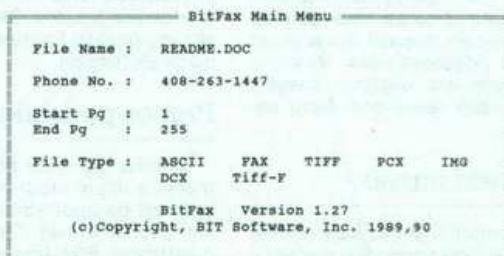 BitFax Main Menu
File Name : README.DOC
Phone No. : 408-263-1447
Start Pg : 1
End Pg : 255
File Type : ASCII FAX TIFF PCX IMG
DCX Tiff-F
BitFax Version 1.27
(c)Copyright, BIT Software, Inc. 1989,90